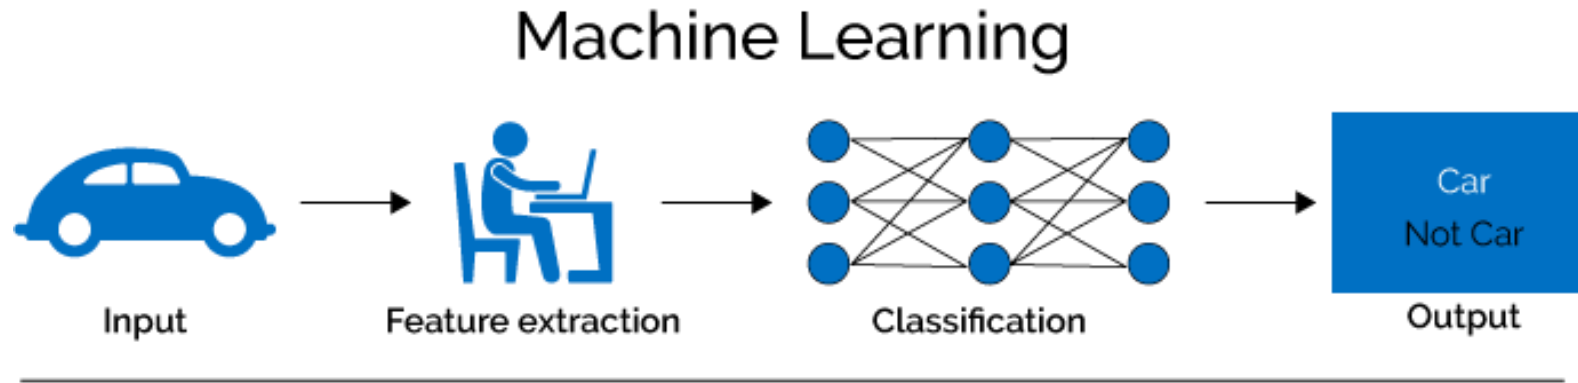 Machine Learning
Car
Not Car
Input
Feature extraction
Classification
Output